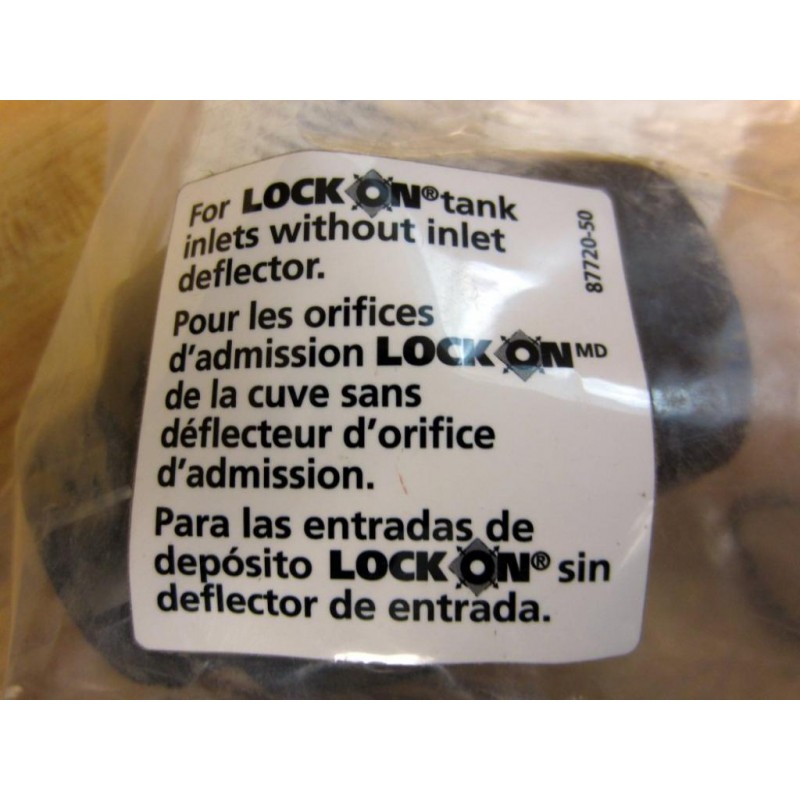 For LOCK ON® tank
inlets without inlet
deflector.
87720-50
Pour les orifices
d'admission LOCK ON MD
de la cuve sans
déflecteur d'orifice
d'admission.
Para las entradas de
depósito LOCK ON® sin
deflector de entrada.